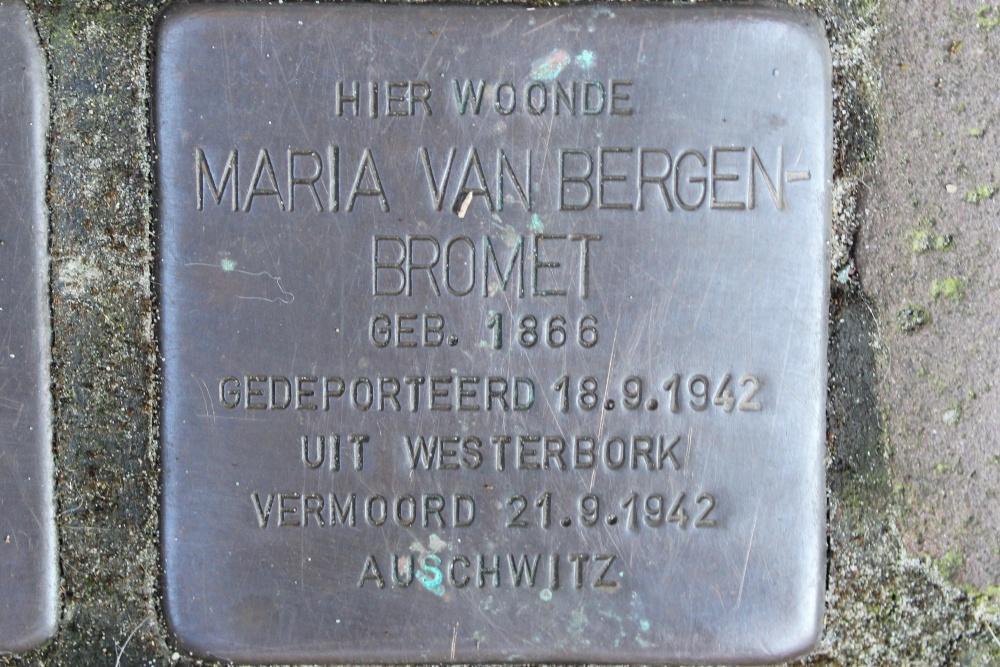 HIER WOONDE
MARIA VAN BERGEN-
BROMET
GEB. 1866
GEDEPORTEERD 18.9.1942
UIT WESTERBORK
VERMOORD 21.9.1942
AUSCHWITZ